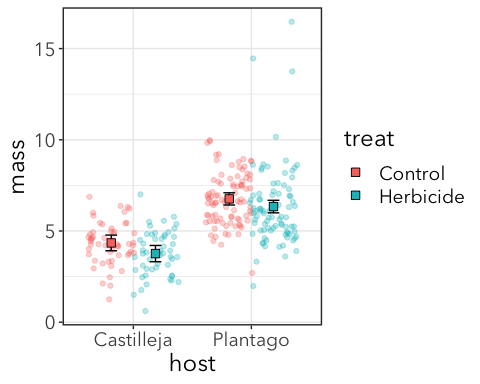 mass
15
10
5
0
Castilleja
Plantago
host
treat
Control
Herbicide